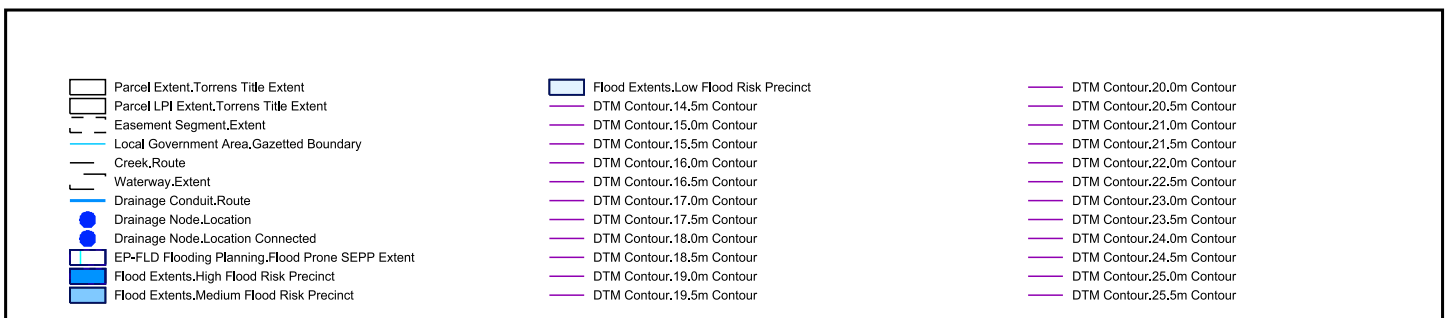 Parcel Extent.Torrens Title Extent
Parcel LPI Extent.Torrens Title Extent
Easement Segment.Extent
Local Government Area.Gazetted Boundary
Creek.Route
Waterway.Extent
Drainage Conduit.Route
Drainage Node.Location
Drainage Node.Location Connected
EP-FLD Flooding Planning.Flood Prone SEPP Extent
Flood Extents.High Flood Risk Precinct
Flood Extents.Medium Flood Risk Precinct
Flood Extents.Low Flood Risk Precinct
DTM Contour.14.5m Contour
DTM Contour.15.0m Contour
DTM Contour.15.5m Contour
DTM Contour.16.0m Contour
DTM Contour.16.5m Contour
DTM Contour.17.0m Contour
DTM Contour.17.5m Contour
DTM Contour.18.0m Contour
DTM Contour.18.5m Contour
DTM Contour.19.0m Contour
DTM Contour.19.5m Contour
DTM Contour.20.0m Contour
DTM Contour.20.5m Contour
DTM Contour.21.0m Contour
DTM Contour.21.5m Contour
DTM Contour.22.0m Contour
DTM Contour.22.5m Contour
DTM Contour.23.0m Contour
DTM Contour.23.5m Contour
DTM Contour.24.0m Contour
DTM Contour.24.5m Contour
DTM Contour.25.0m Contour
DTM Contour.25.5m Contour